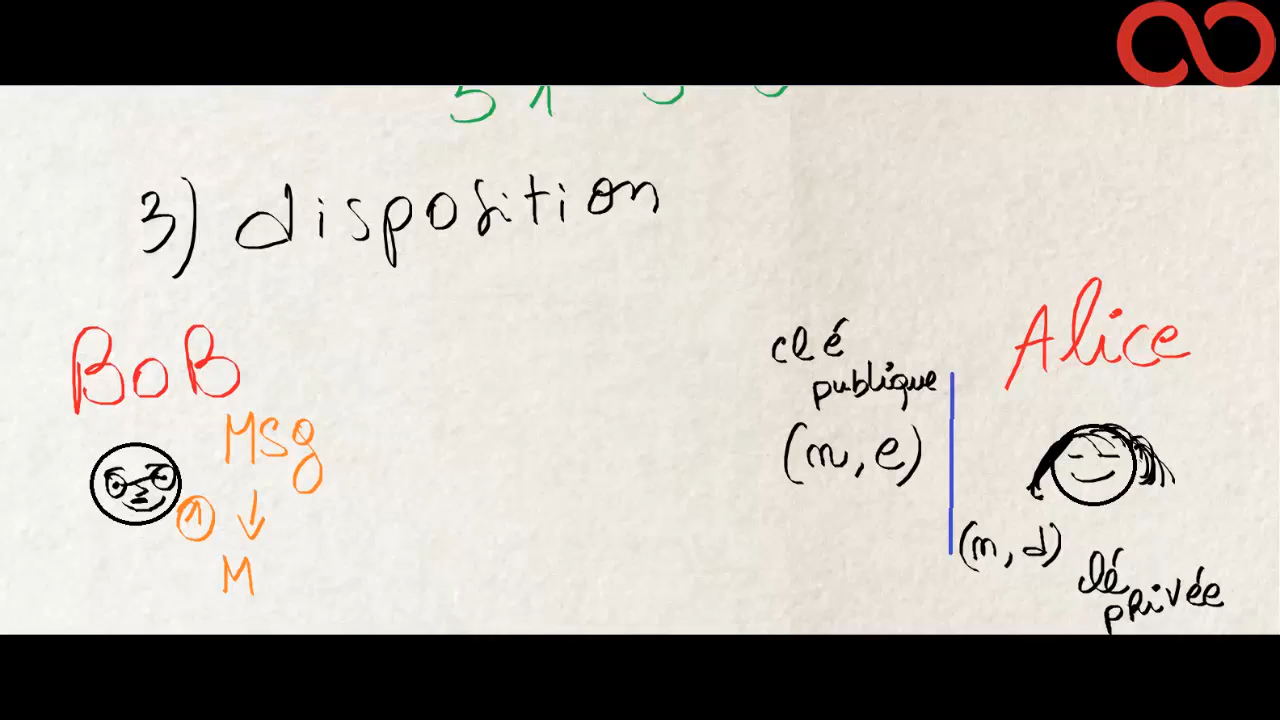 3) disposition
BoB
Msg
1
M
clé
publique
(n, e)
Alice
(n, d)
clé
privée